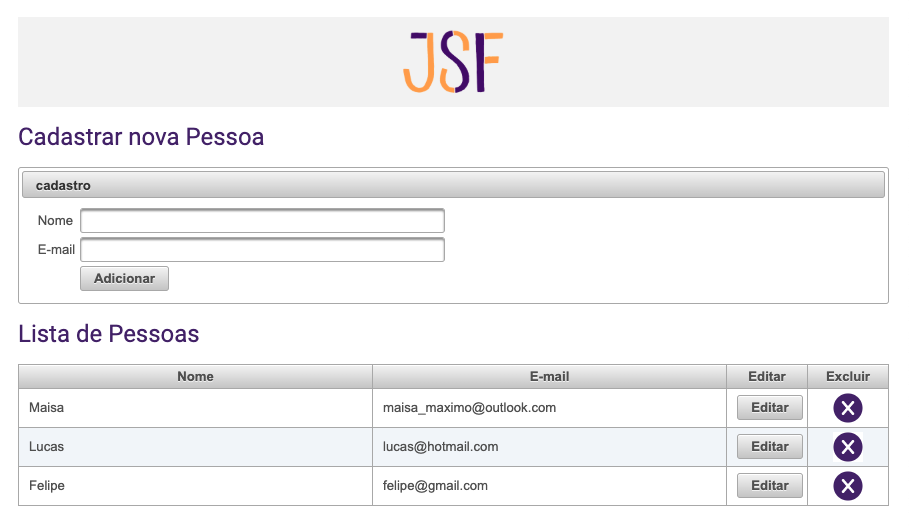 JSF
Cadastrar nova Pessoa
cadastro
Nome
E-mail
Adicionar
Lista de Pessoas
Nome E-mail Editar Excluir
Maisa maisa_maximo@outlook.com Editar X
Lucas lucas@hotmail.com Editar X
Felipe felipe@gmail.com Editar X